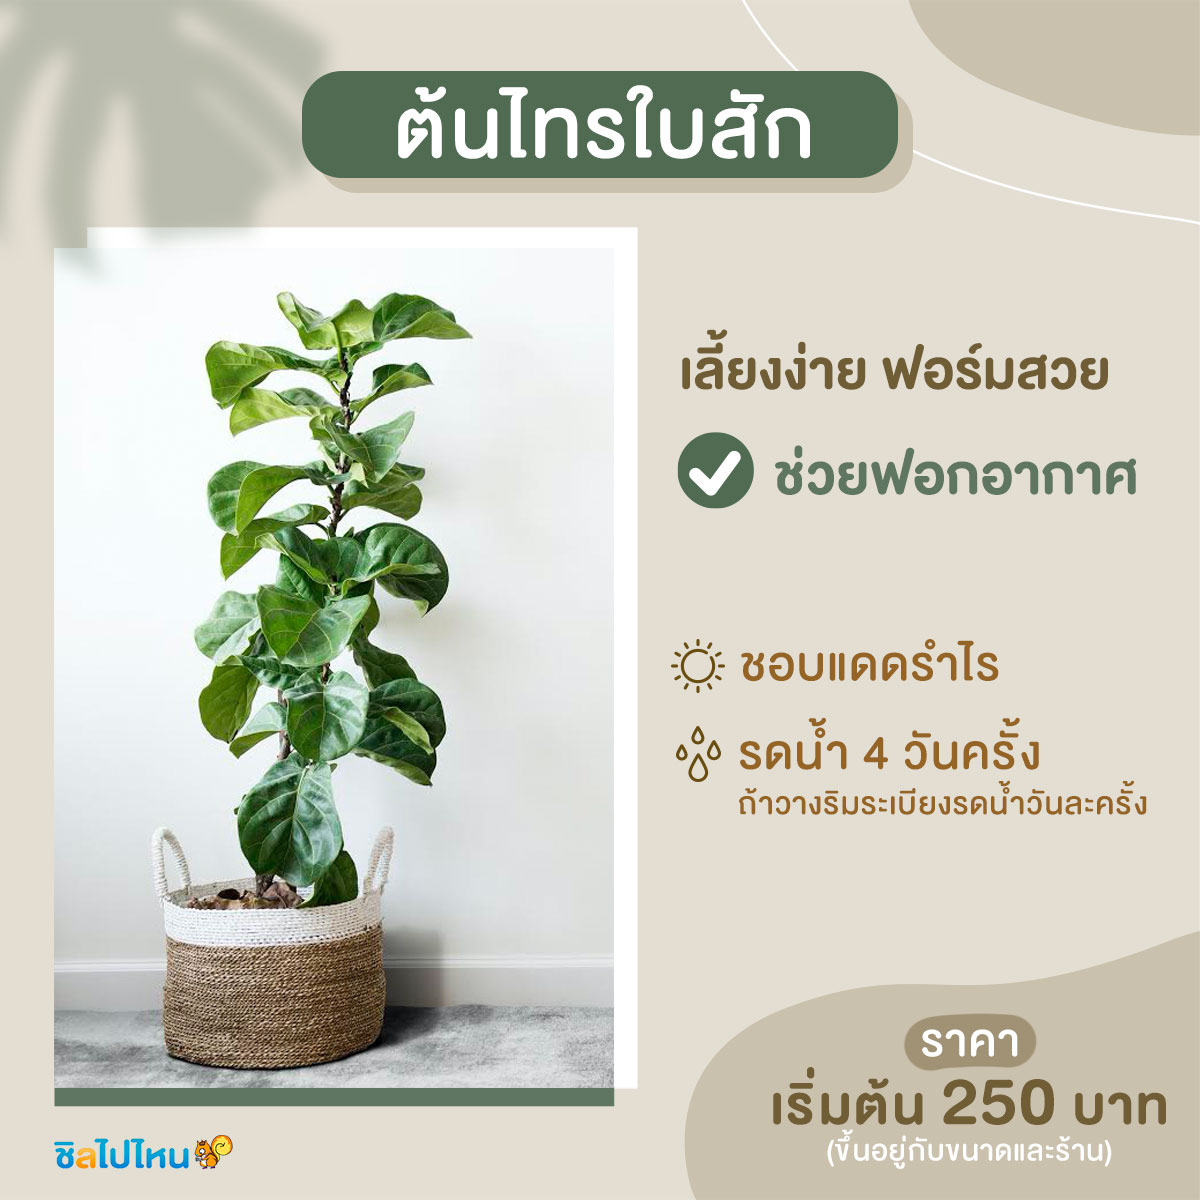 ต้นไทรใบสัก
เลี้ยงง่าย ฟอร์มสวย
ช่วยฟอกอากาศ
ชอบแดดรำไร
รดน้ำ 4 วันครั้ง
ถ้าวางริมระเบียงรดน้ำวันละครั้ง
ราคา
เริ่มต้น 250 บาท
(ขึ้นอยู่กับขนาดและร้าน)
ชิลไปไหน